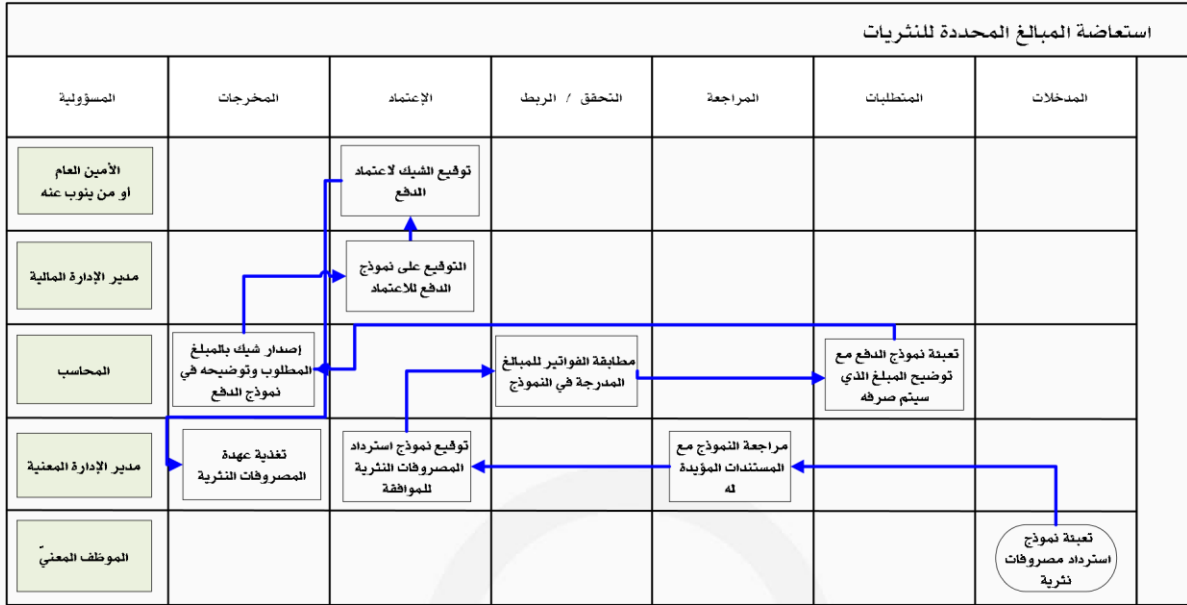 استعاضة المبالغ المحددة للنثريات
المدخلات
المتطلبات
المراجعة
التحقق / الربط
الإعتماد
المخرجات
المسؤولية
توقيع الشيك لاعتماد
الدفع
الأمين العام
او من ينوب عنه
التوقيع على نموذج
الدفع للاعتماد
مدير الإدارة المالية
تعبئة نموذج الدفع مع
توضيح المبلغ الذي
سيتم صرفه
مطابقة الفواتير للمبالغ
المدرجة في النموذج
إصدار شيك بالمبلغ
المطلوب وتوضيحه في
نموذج الدفع
المحاسب
مراجعة النموذج مع
المستندات المؤيدة
له
توقيع نموذج استرداد
المصروفات النثرية
للموافقة
تغذية عهدة
المصروفات النثرية
مدير الإدارة المعنية
تعبئة نموذج
استرداد مصروفات
نثرية
الموظف المعنيّ